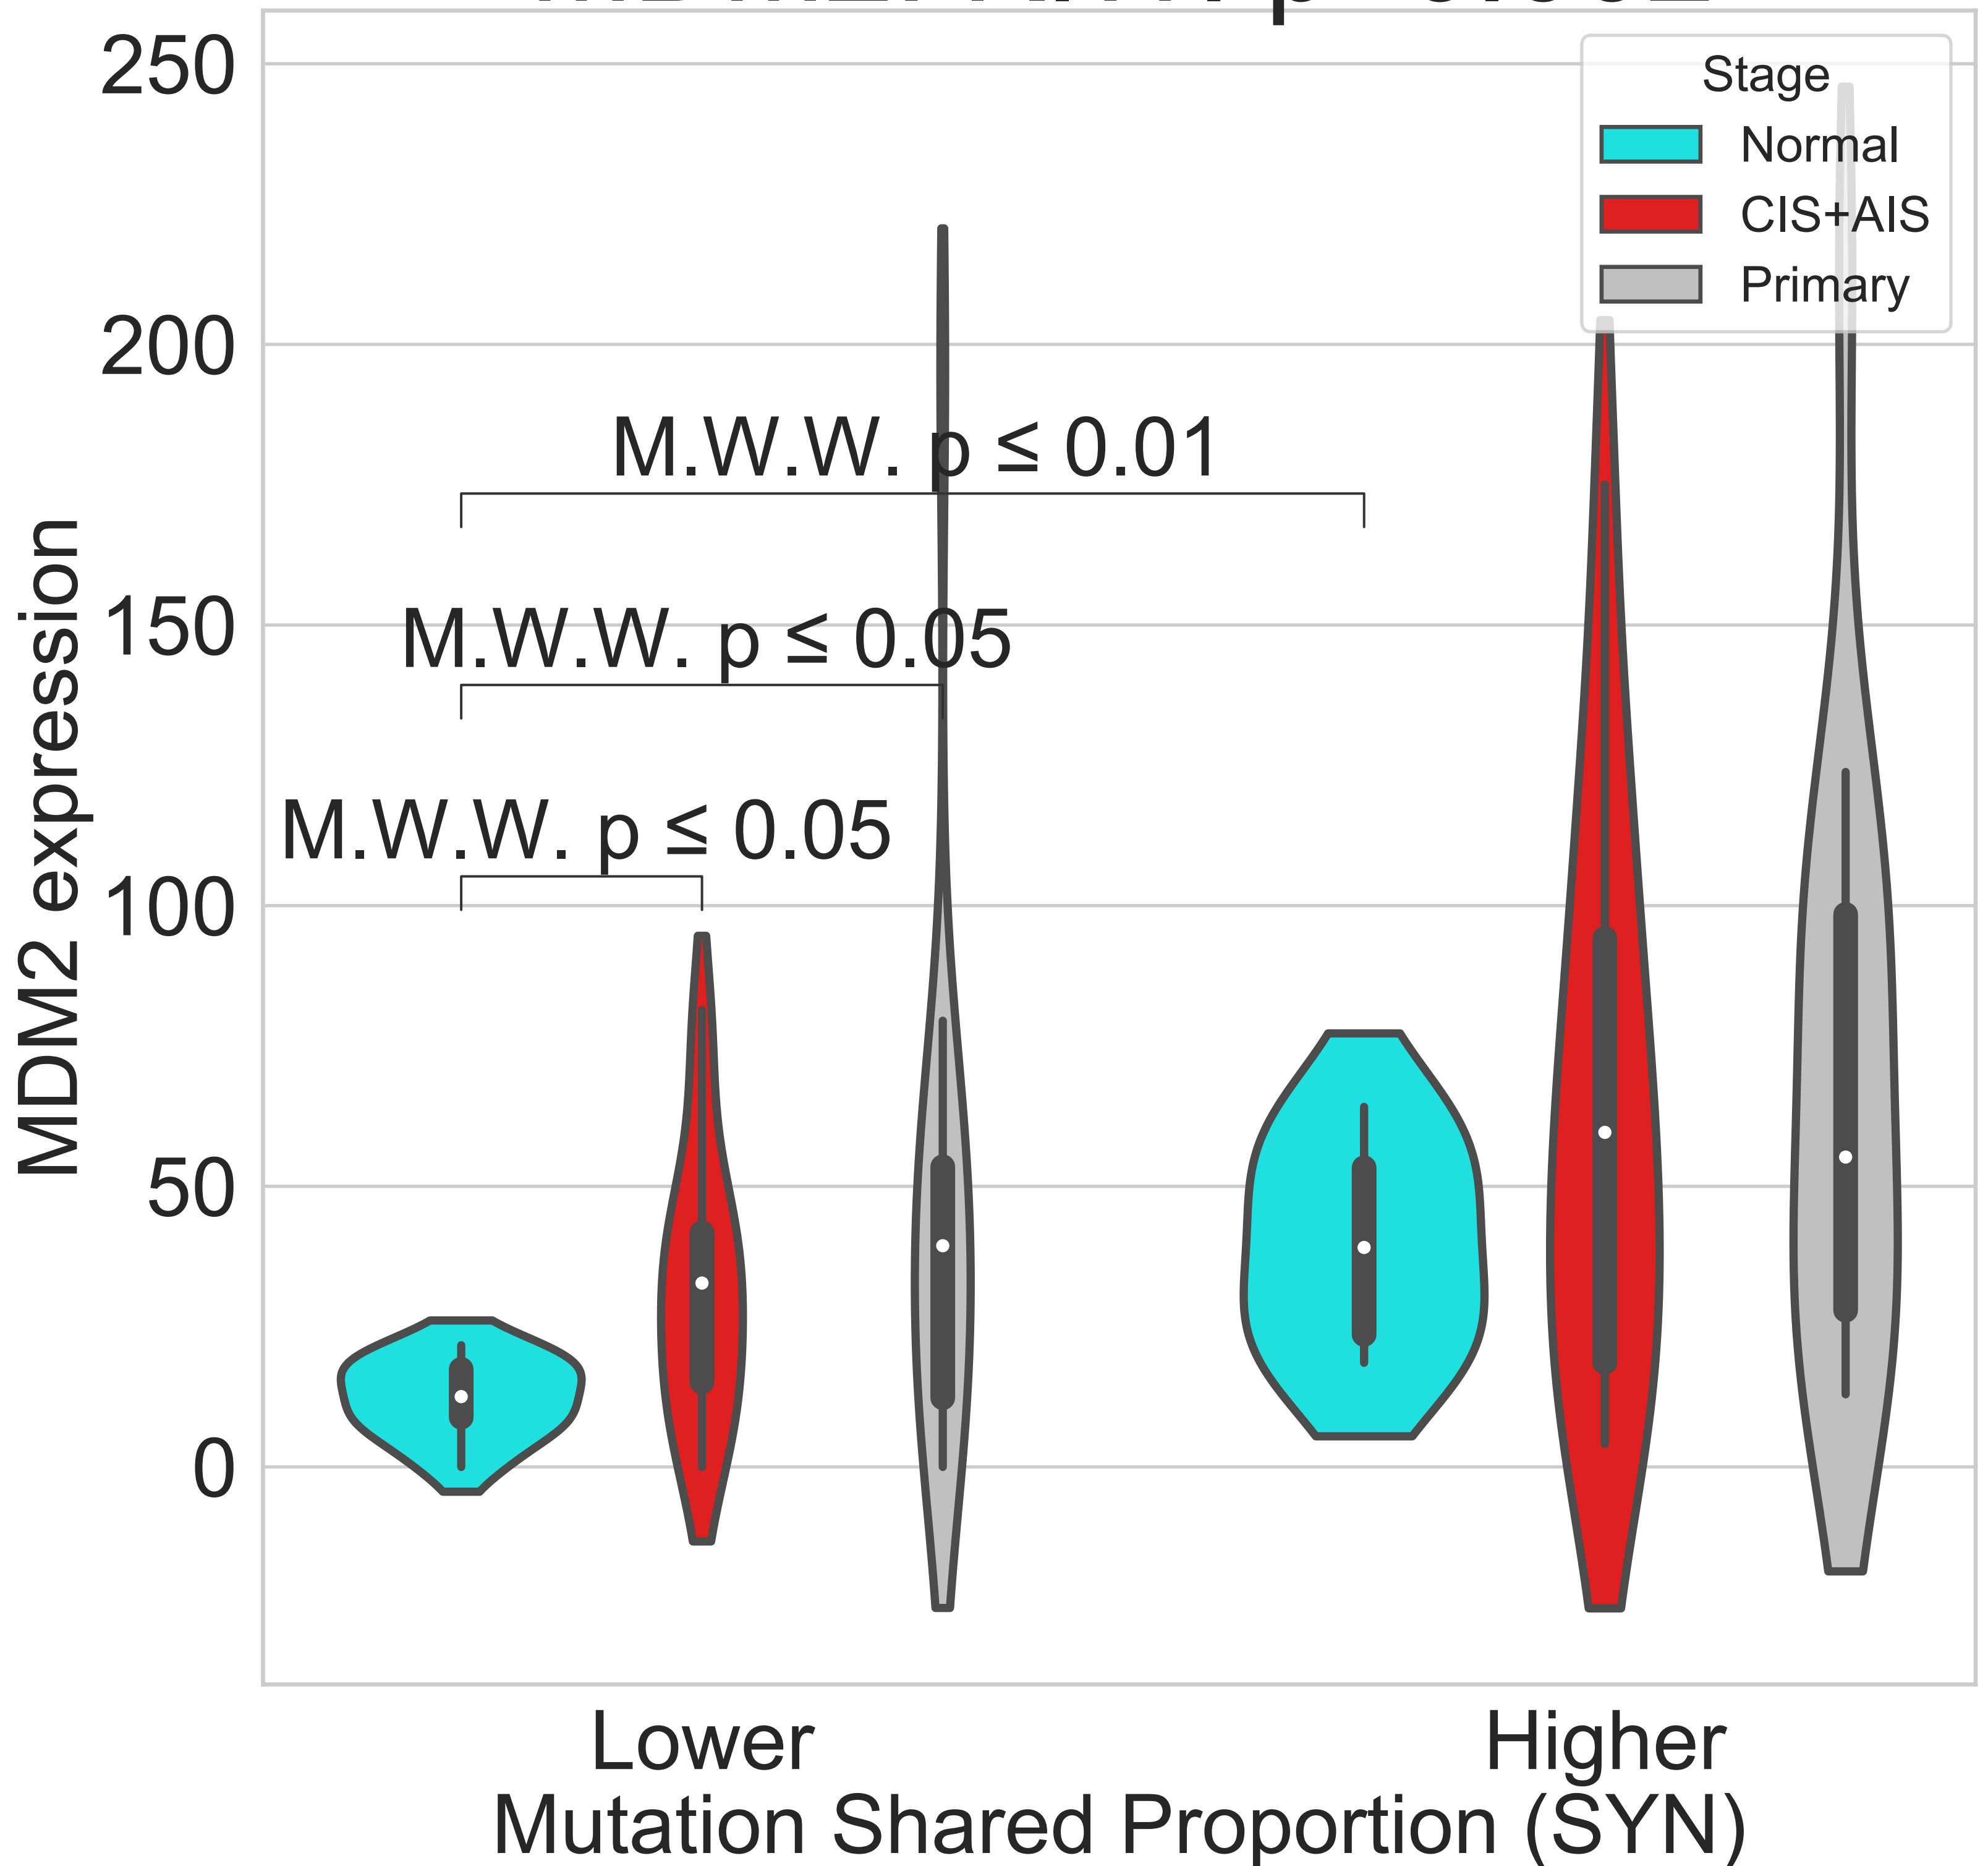 250
200
150
100
50
0
MDM2 expression
Stage
Normal
CIS+AIS
Primary
M.W.W. p ≤ 0.01
M.W.W. p ≤ 0.05
M.W.W. p ≤ 0.05
Lower
Higher
Mutation Shared Proportion (SYN)